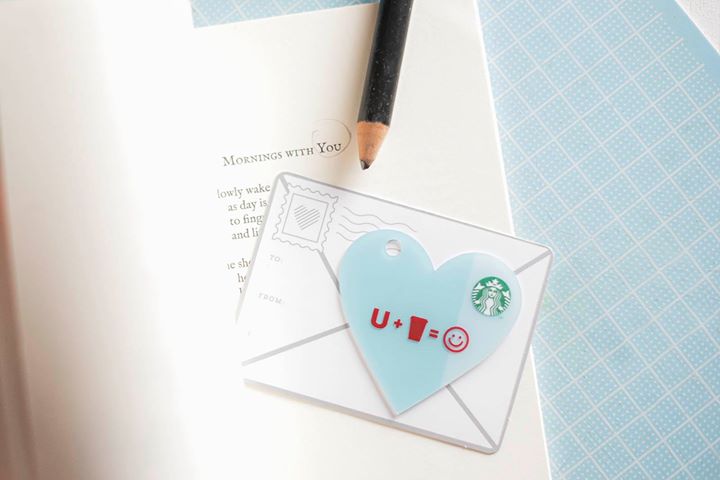 MORNINGS WITH YOU
lowly wake
as day is
to fing
and li
he sh
TO:
FROM:
U + =